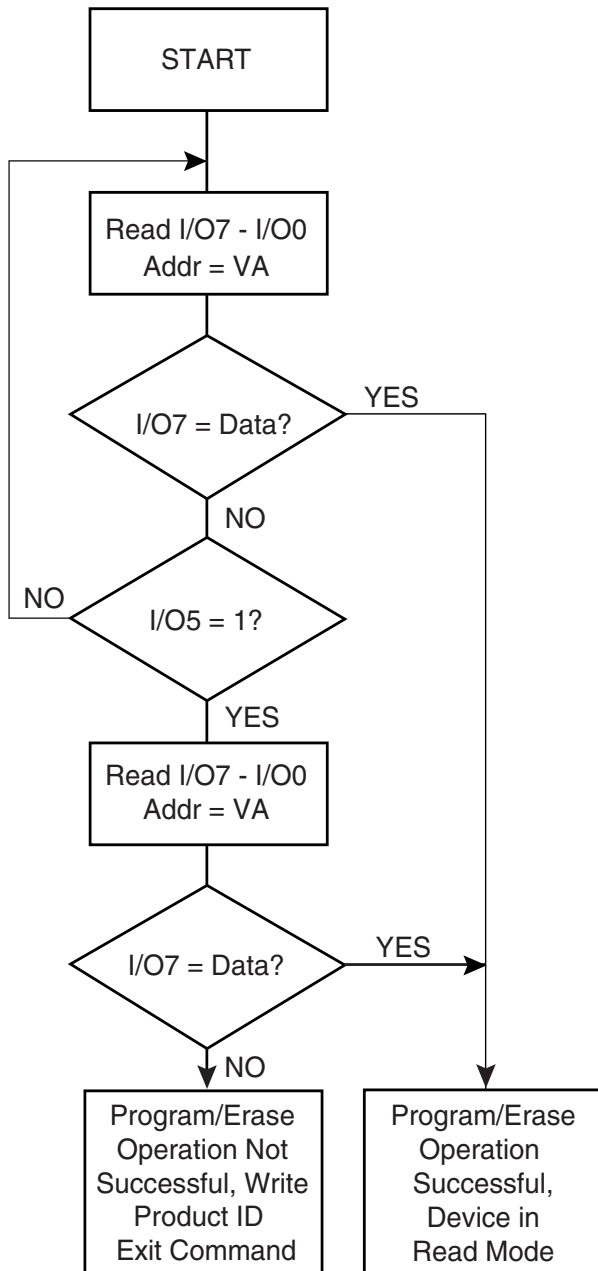 START
Read I/O7 - I/O0
Addr = VA
I/O7 = Data?
YES
NO
NO
I/O5 = 1?
YES
Read I/O7 - I/O0
Addr = VA
I/O7 = Data?
YES
NO
Program/Erase
Operation Not
Successful, Write
Product ID
Exit Command
Program/Erase
Operation
Successful,
Device in
Read Mode